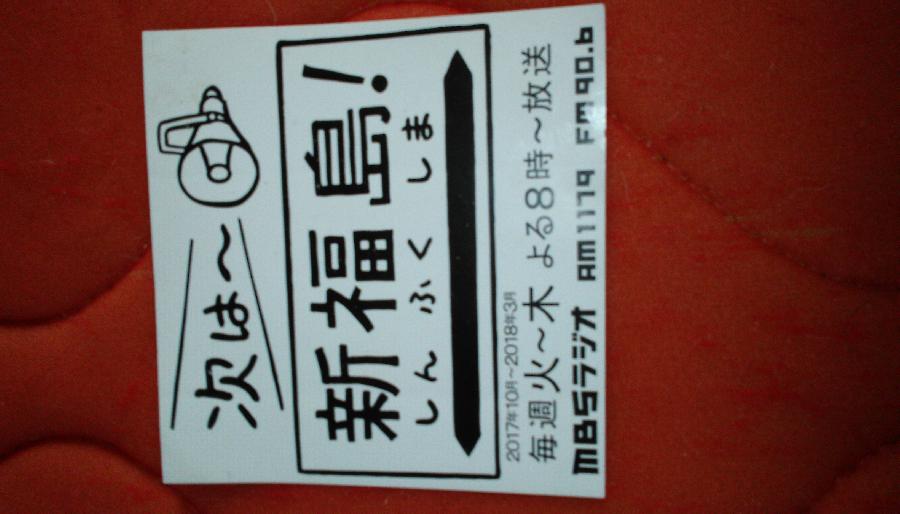 次は〜
新福島!
しんふくしま
2017年10月〜2018年3月
毎週火〜木 よる8時〜放送
MBSラジオ AM1179 FM90.6